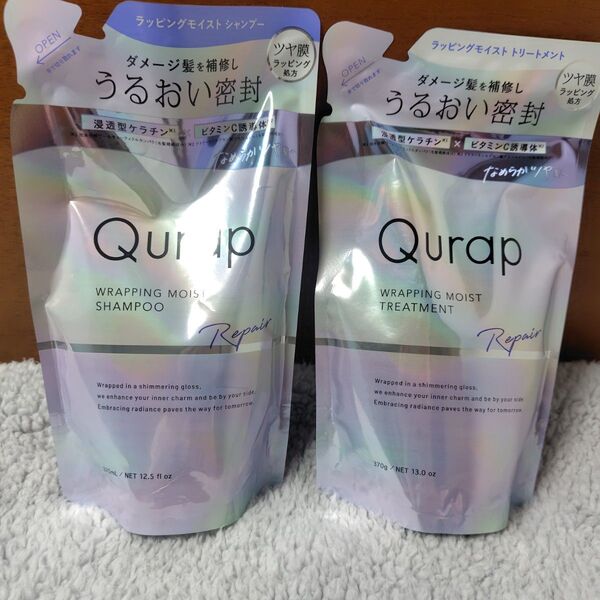 ラッピングモイスト シャンプー
OPEN
ツヤ膜
ラッピング
処方
ダメージ髪を補修し
うるおい密封
浸透型ケラチン
ビタミンC誘導体
なめらかツヤ
Qurap
WRAPPING MOIST
SHAMPOO
Repair
Wrapped in a shimmering gloss,
we enhance your inner charm and be by your side.
Embracing radiance paves the way for tomorrow.
NET 12.5 fl oz
ラッピングモイスト トリートメント
OPEN
ツヤ膜
ラッピング
処方
ダメージ髪を補修し
うるおい密封
浸透型ケラチン × ビタミンC誘導体
なめらかツヤ
Qurap
WRAPPING MOIST
TREATMENT
Repair
Wrapped in a shimmering gloss,
we enhance your inner charm and be by your side.
Embracing radiance paves the way for tomorrow.
370g / NET 13.0 oz